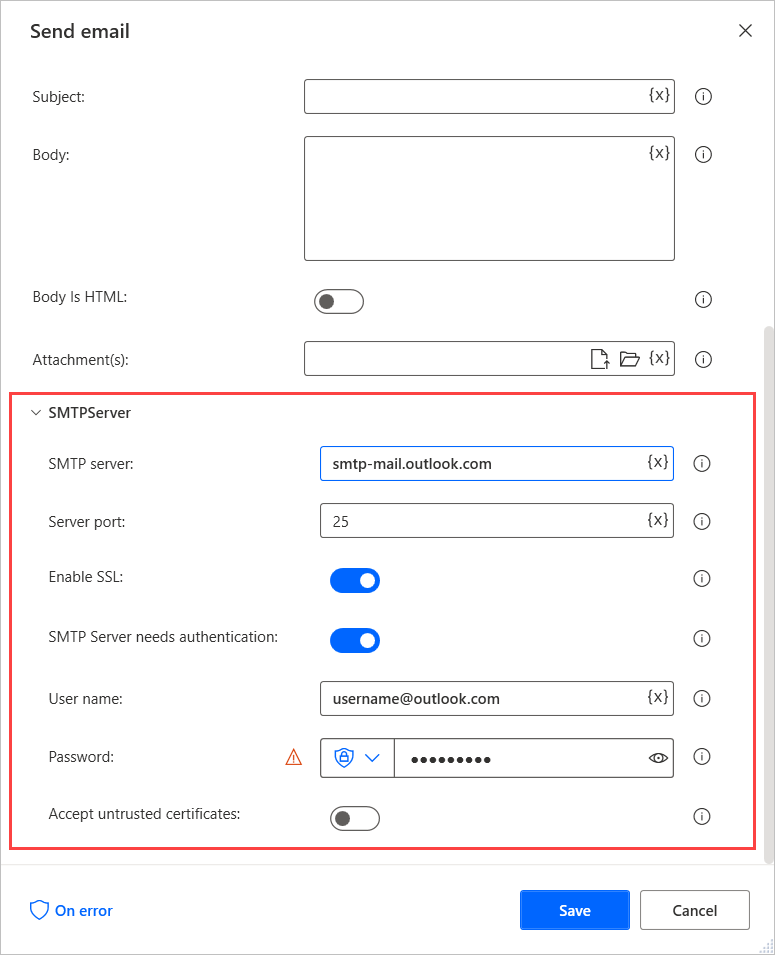 Send email
Subject: {x}
Body: {x}
Body Is HTML:
Attachment(s): {x}
SMTPServer
SMTP server: smtp-mail.outlook.com {x}
Server port: 25 {x}
Enable SSL:
SMTP Server needs authentication:
User name: username@outlook.com {x}
Password: •••••••••
Accept untrusted certificates:
On error Save Cancel